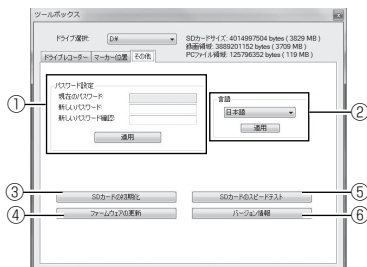 ツールボックス
ドライブ選択: D:¥
SDカードサイズ: 4014997504 bytes ( 3829 MB )
録画領域: 3889201152 bytes ( 3709 MB )
PCファイル領域: 125796352 bytes ( 119 MB )
ドライブレコーダー マーカー位置 その他
パスワード設定
現在のパスワード:
新しいパスワード:
新しいパスワード確認:
適用
言語
日本語
適用
① ②
③ SDカードの初期化 SDカードのスピードテスト ⑤
④ ファームウェアの更新 バージョン情報 ⑥